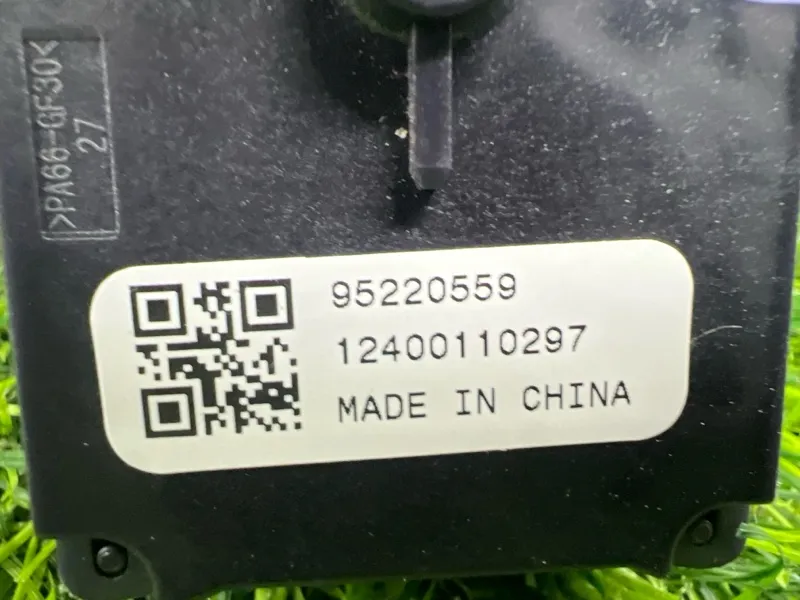 >PA66-GF30<
27
95220559
12400110297
MADE IN CHINA